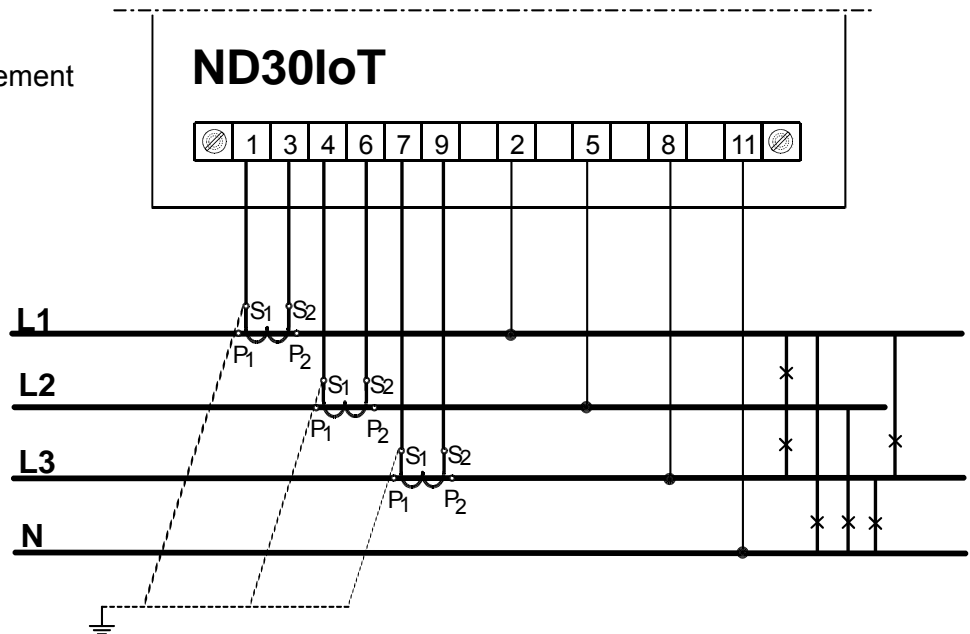 ement
ND30IoT
1 3 4 6 7 9 2 5 8 11
S1 S2
L1
P1 P2
L2
S1 S2
P1 P2
L3
S1 S2
P1 P2
N